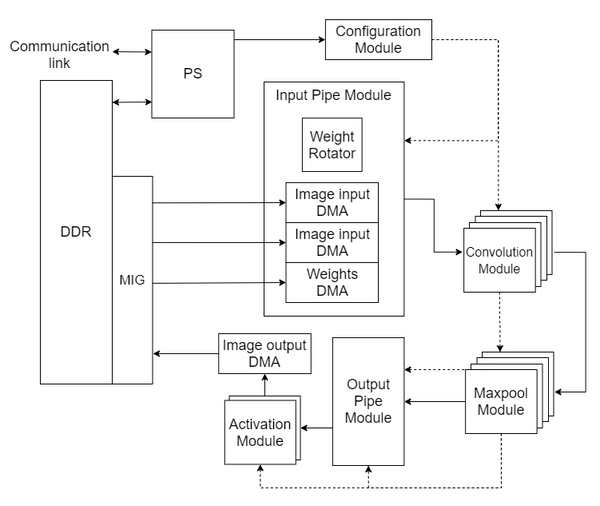 Communication
link
PS
Configuration
Module
Input Pipe Module
Weight
Rotator
Image input
DMA
Image input
DMA
Weights
DMA
DDR
MIG
Convolution
Module
Image output
DMA
Output
Pipe
Module
Maxpool
Module
Activation
Module